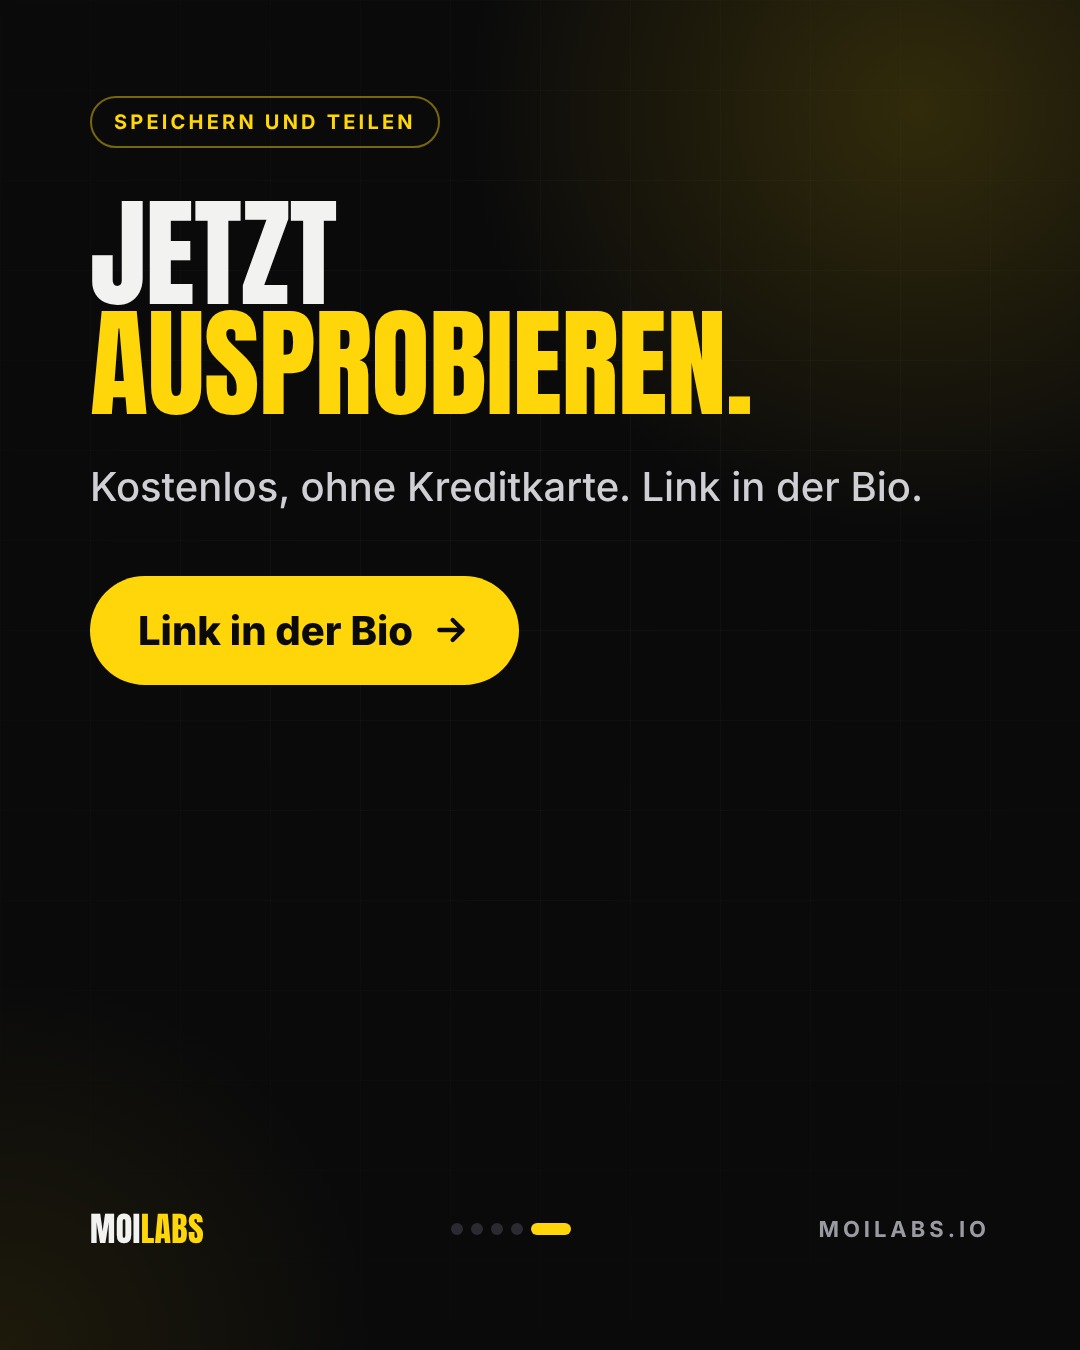 SPEICHERN UND TEILEN
JETZT
AUSPROBIEREN.
Kostenlos, ohne Kreditkarte. Link in der Bio.
Link in der Bio →
MOILABS
MOILABS.IO